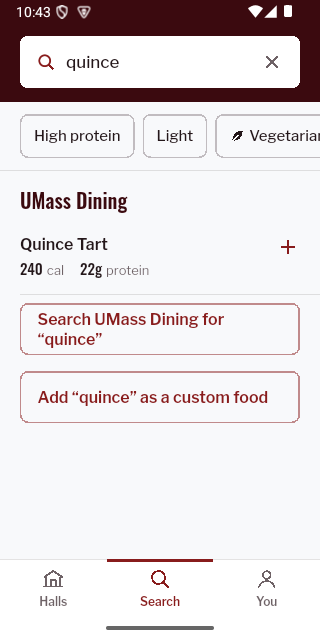 10:43
quince
High protein
Light
Vegetarian
UMass Dining
Quince Tart
240 cal 22g protein
Search UMass Dining for
“quince”
Add “quince” as a custom food
Halls
Search
You